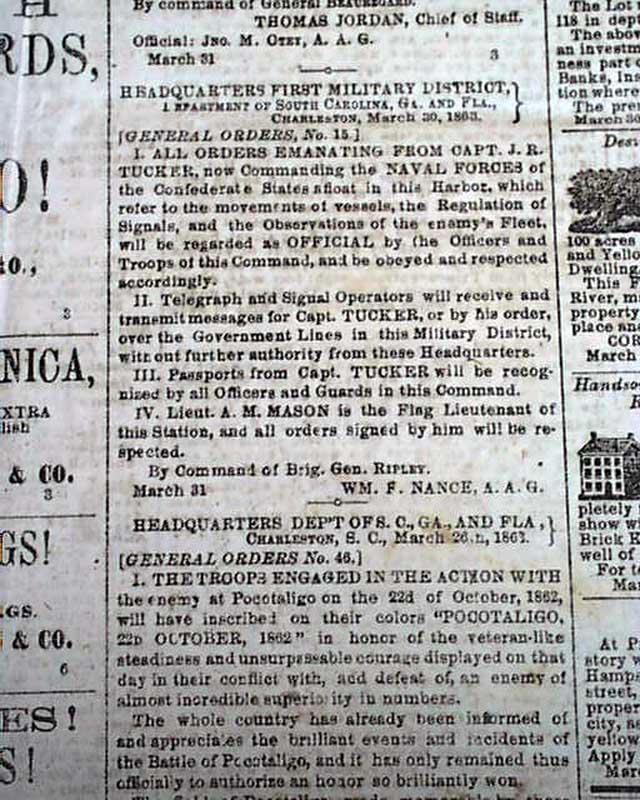 H
RDS,
O!
&o.,
3
NICA,
EXTRA
lish
& CO.
3
GS!
GS.
& CO.
6
ES!
S!
By command of General BEAUREGARD.
THOMAS JORDAN, Chief of Staff.
Official: JNO. M. OTEY, A. A. G.
March 31 3
HEADQUARTERS FIRST MILITARY DISTRICT,
EPARTMENT OF SOUTH CAROLINA, GA. AND FLA.,
CHARLESTON, March 30, 1863.
[GENERAL ORDERS, No. 15.]
I. ALL ORDERS EMANATING FROM CAPT. J. R.
TUCKER, now Commanding the NAVAL FORCES of
the Confederate States afloat in this Harbor, which
refer to the movements of vessels, the Regulation of
Signals, and the Observations of the enemy's Fleet,
will be regarded as OFFICIAL by the Officers and
Troops of this Command, and be obeyed and respected
accordingly.
II. Telegraph and Signal Operators will receive and
transmit messages for Capt. TUCKER, or by his order,
over the Government Lines in this Military District,
without further authority from these Headquarters.
III. Passports from Capt. TUCKER will be recog-
nized by all Officers and Guards in this Command.
IV. Lieut. A. M. MASON is the Flag Lieutenant of
this Station, and all orders signed by him will be re-
spected.
By Command of Brig. Gen. RIPLEY.
March 31 WM. F. NANCE, A. A. G.
HEADQUARTERS DEP'T OF S. C., GA., AND FLA,
CHARLESTON, S. C., March 26.h, 1863.
[GENERAL ORDERS No. 46.]
I. THE TROOPS ENGAGED IN THE ACTION WITH
the enemy at Pocotaligo on the 22d of October, 1862,
will have inscribed on their colors "POCOTALIGO,
22D OCTOBER, 1862" in honor of the veteran-like
steadiness and unsurpassable courage displayed on that
day in their conflict with, and defeat of, an enemy of
almost incredible superiority in numbers.
The whole country has already been informed of
and appreciates the brilliant events and incidents of
the Battle of Pocotaligo, and it has only remained thus
officially to authorize an honor so brilliantly won.
The Lot
118 in dep
The abov
an investm
ness part o
Banks, Ins
tion where
The pre
March 30
Desi
100 acres
and Yello
Dwelling
This F
River, m
property
place an
COR
March
Handso
R
pletely
show wi
Brick K
well of
For te
Mar
At P
story w
Hamps
street,
proper
city, as
yellow
Apply
Mar